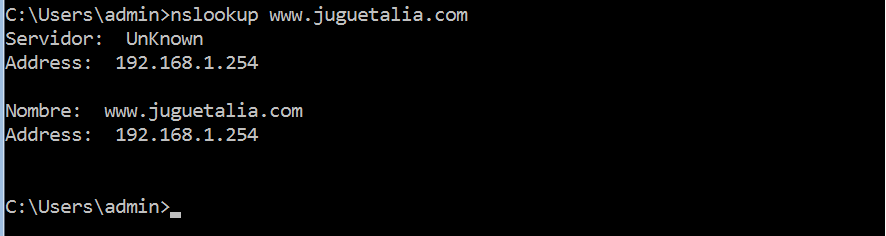 C:\Users\admin>nslookup www.juguetalia.com
Servidor:  UnKnown
Address:  192.168.1.254
Nombre:  www.juguetalia.com
Address:  192.168.1.254
C:\Users\admin>